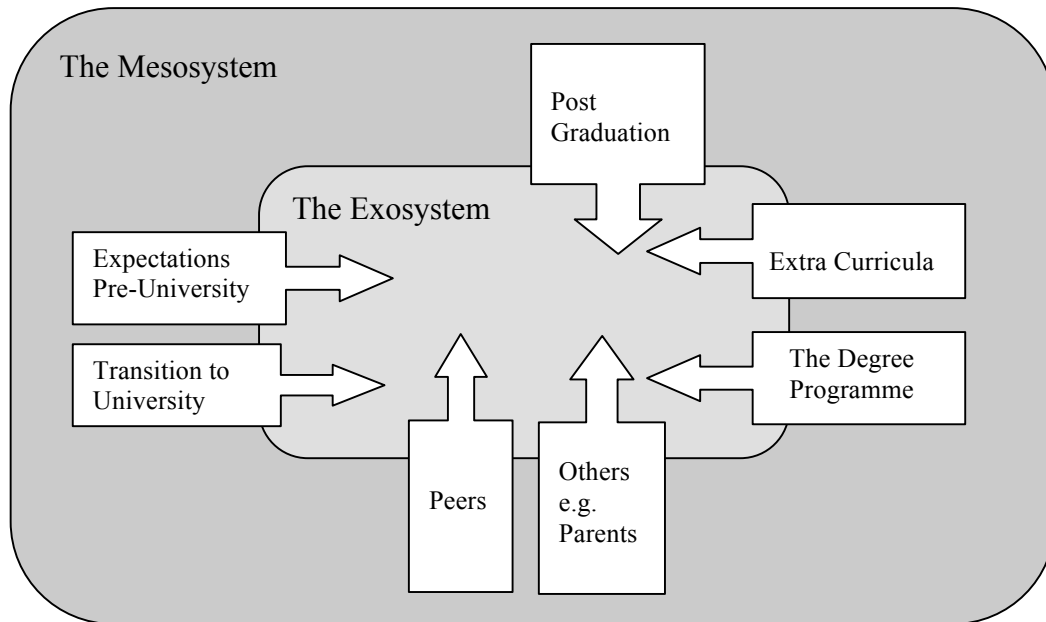 The Mesosystem
Post
Graduation
The Exosystem
Expectations
Pre-University
Extra Curricula
Transition to
University
The Degree
Programme
Peers
Others
e.g.
Parents